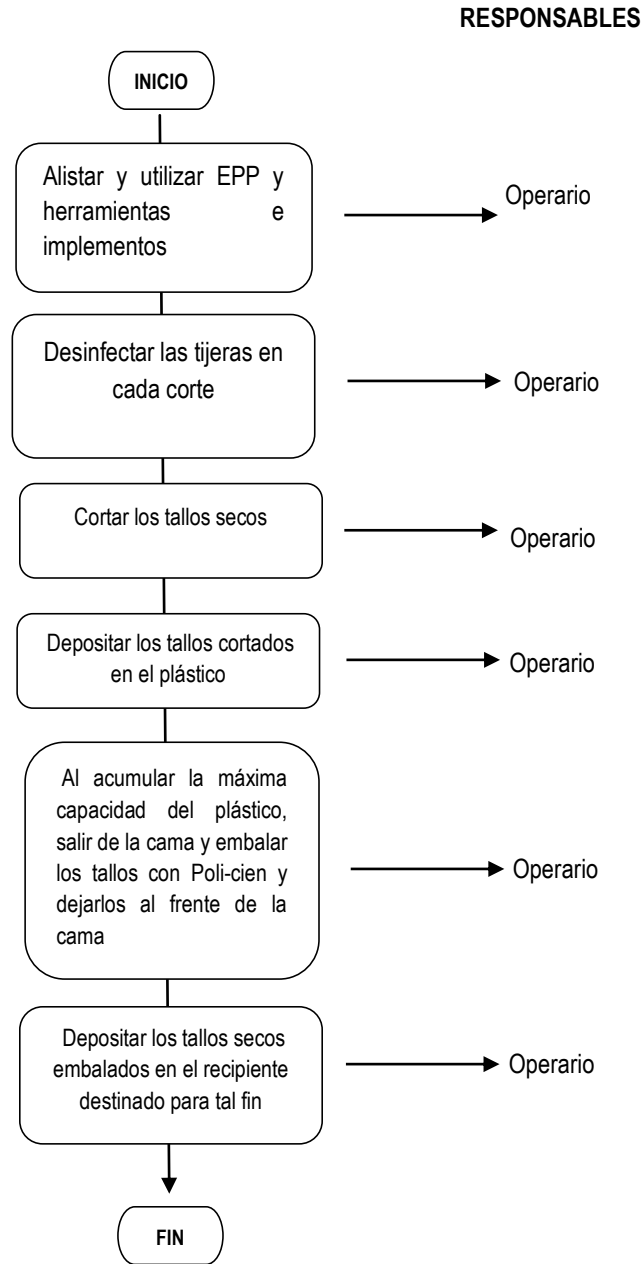 RESPONSABLES
INICIO
Alistar y utilizar EPP y
herramientas e
implementos
Operario
Desinfectar las tijeras en
cada corte
Operario
Cortar los tallos secos
Operario
Depositar los tallos cortados
en el plástico
Operario
Al acumular la máxima
capacidad del plástico,
salir de la cama y embalar
los tallos con Poli-cien y
dejarlos al frente de la
cama
Operario
Depositar los tallos secos
embalados en el recipiente
destinado para tal fin
Operario
FIN